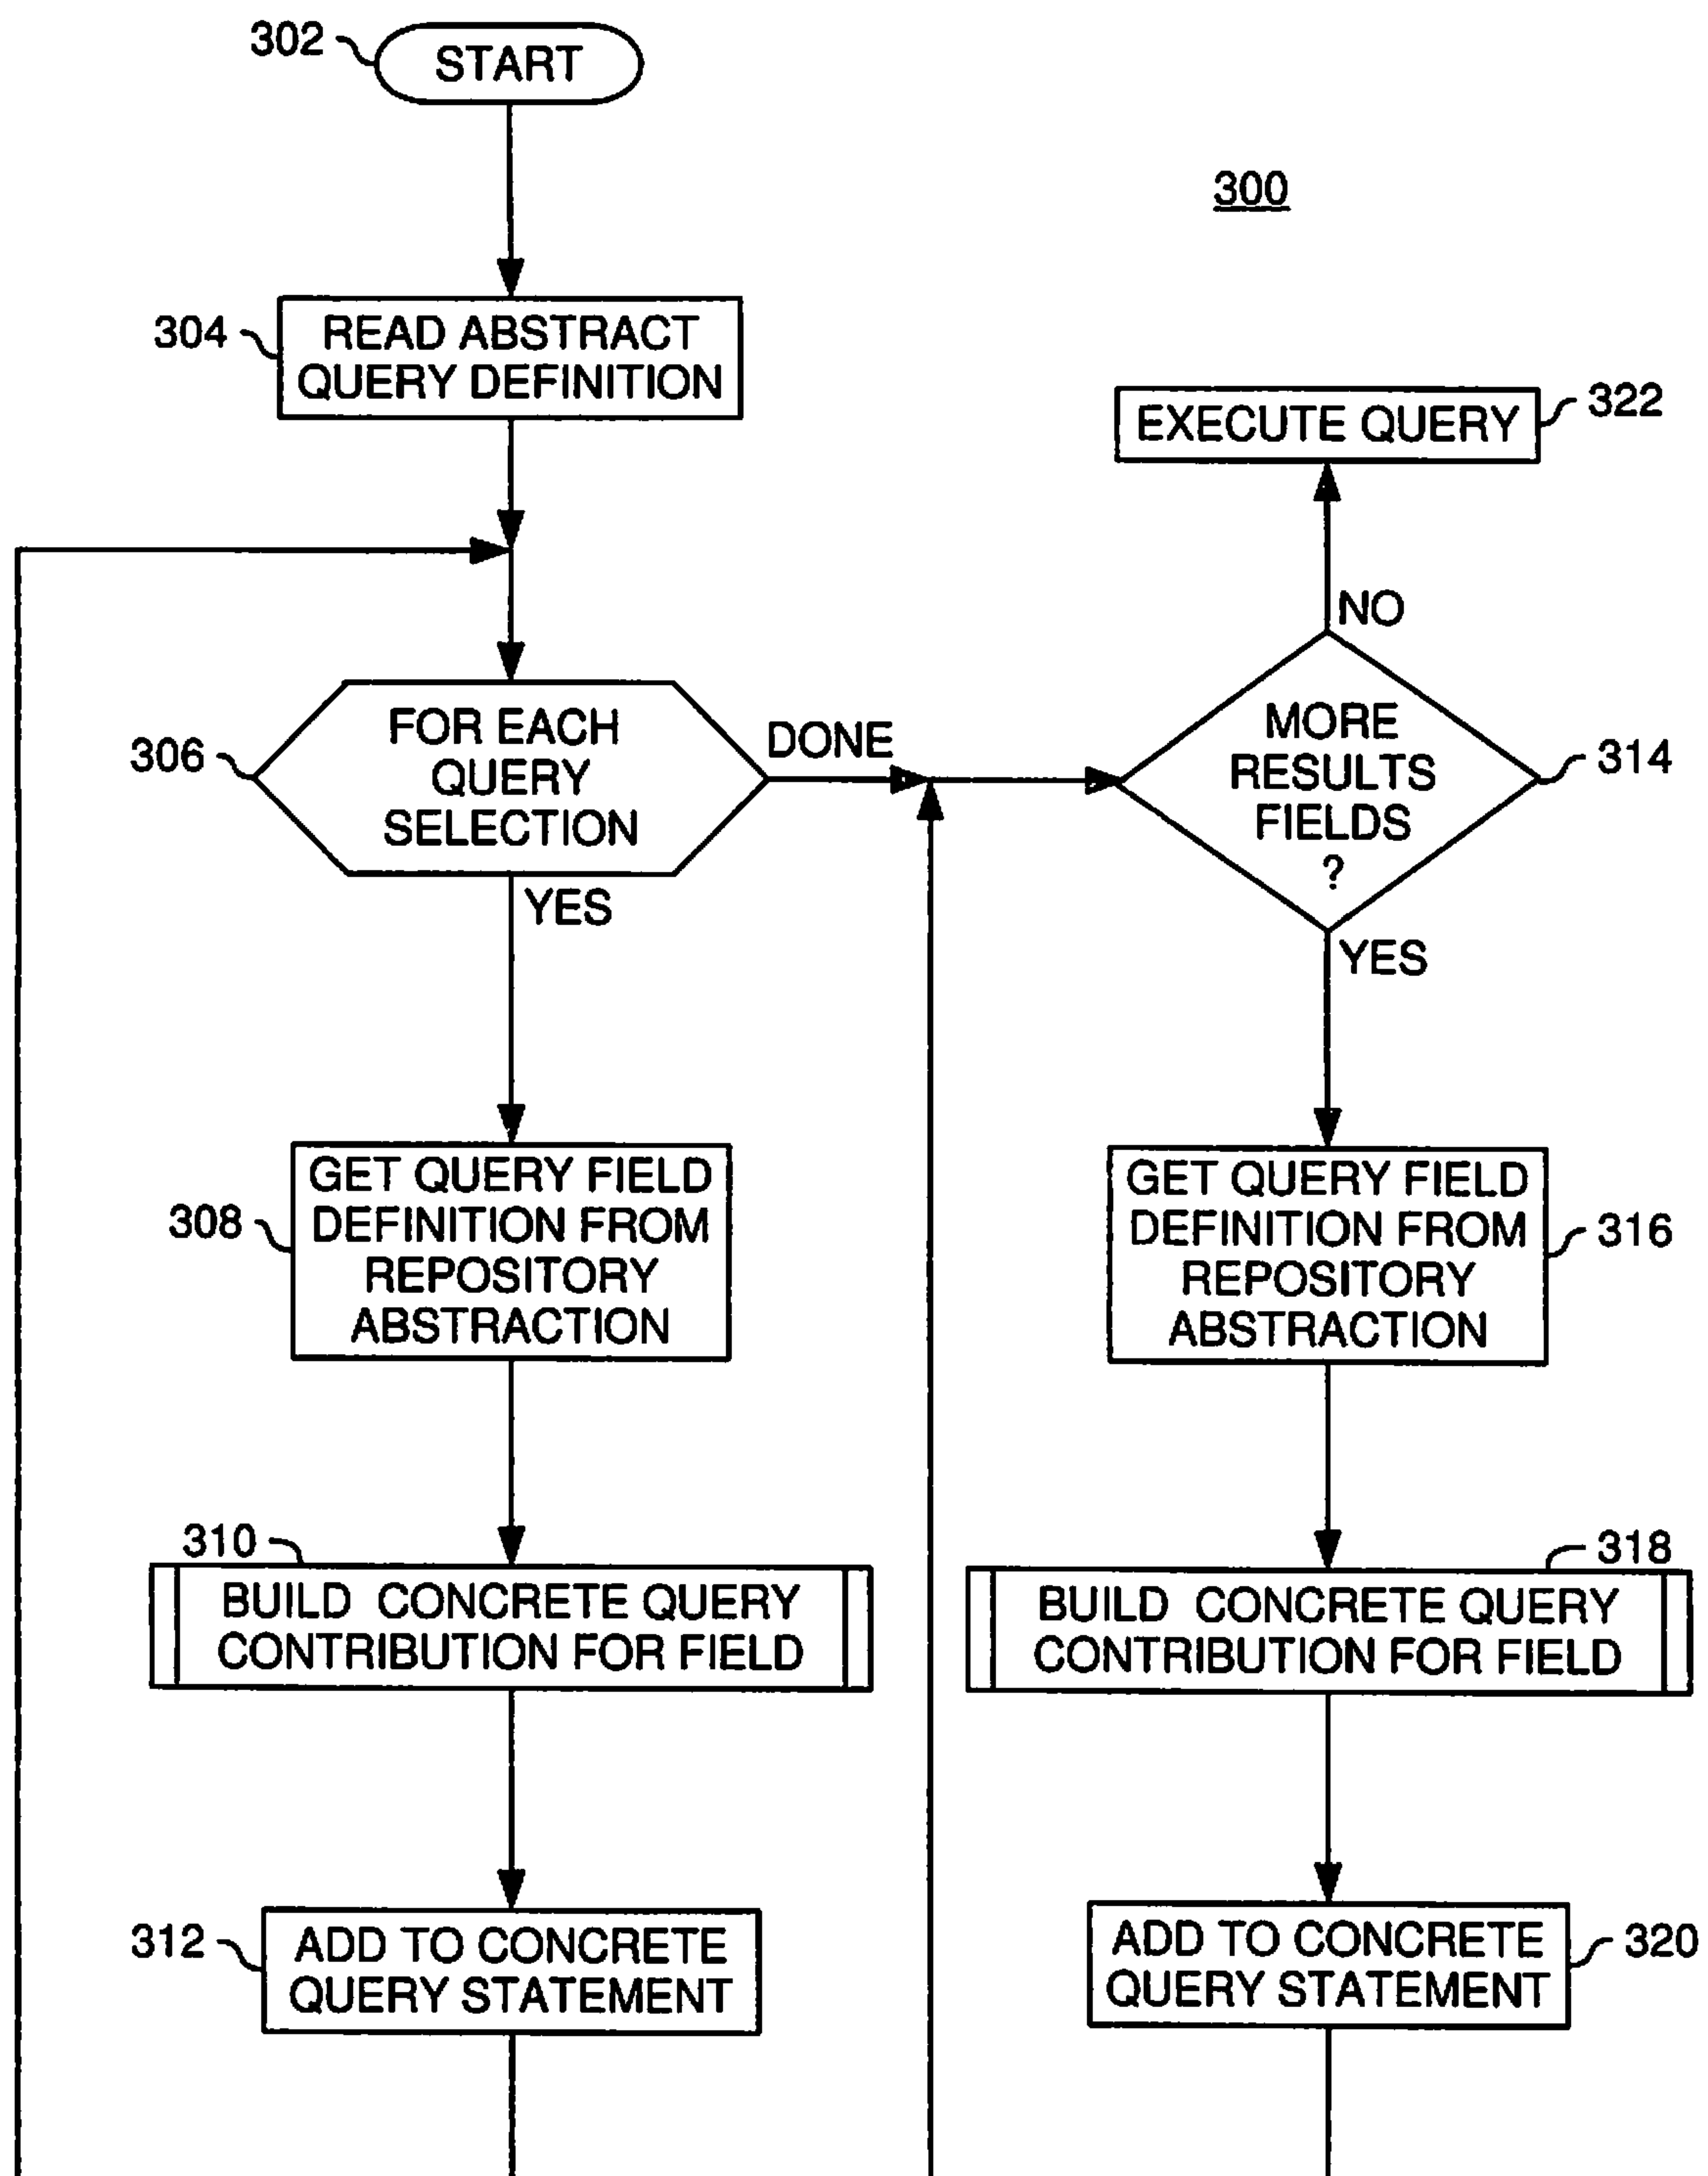 302
START
300
304
READ ABSTRACT
QUERY DEFINITION
EXECUTE QUERY
322
NO
306
FOR EACH
QUERY
SELECTION
DONE
YES
MORE
RESULTS
FIELDS
?
314
YES
308
GET QUERY FIELD
DEFINITION FROM
REPOSITORY
ABSTRACTION
GET QUERY FIELD
DEFINITION FROM
REPOSITORY
ABSTRACTION
316
310
BUILD CONCRETE QUERY
CONTRIBUTION FOR FIELD
318
BUILD CONCRETE QUERY
CONTRIBUTION FOR FIELD
312
ADD TO CONCRETE
QUERY STATEMENT
ADD TO CONCRETE
QUERY STATEMENT
320